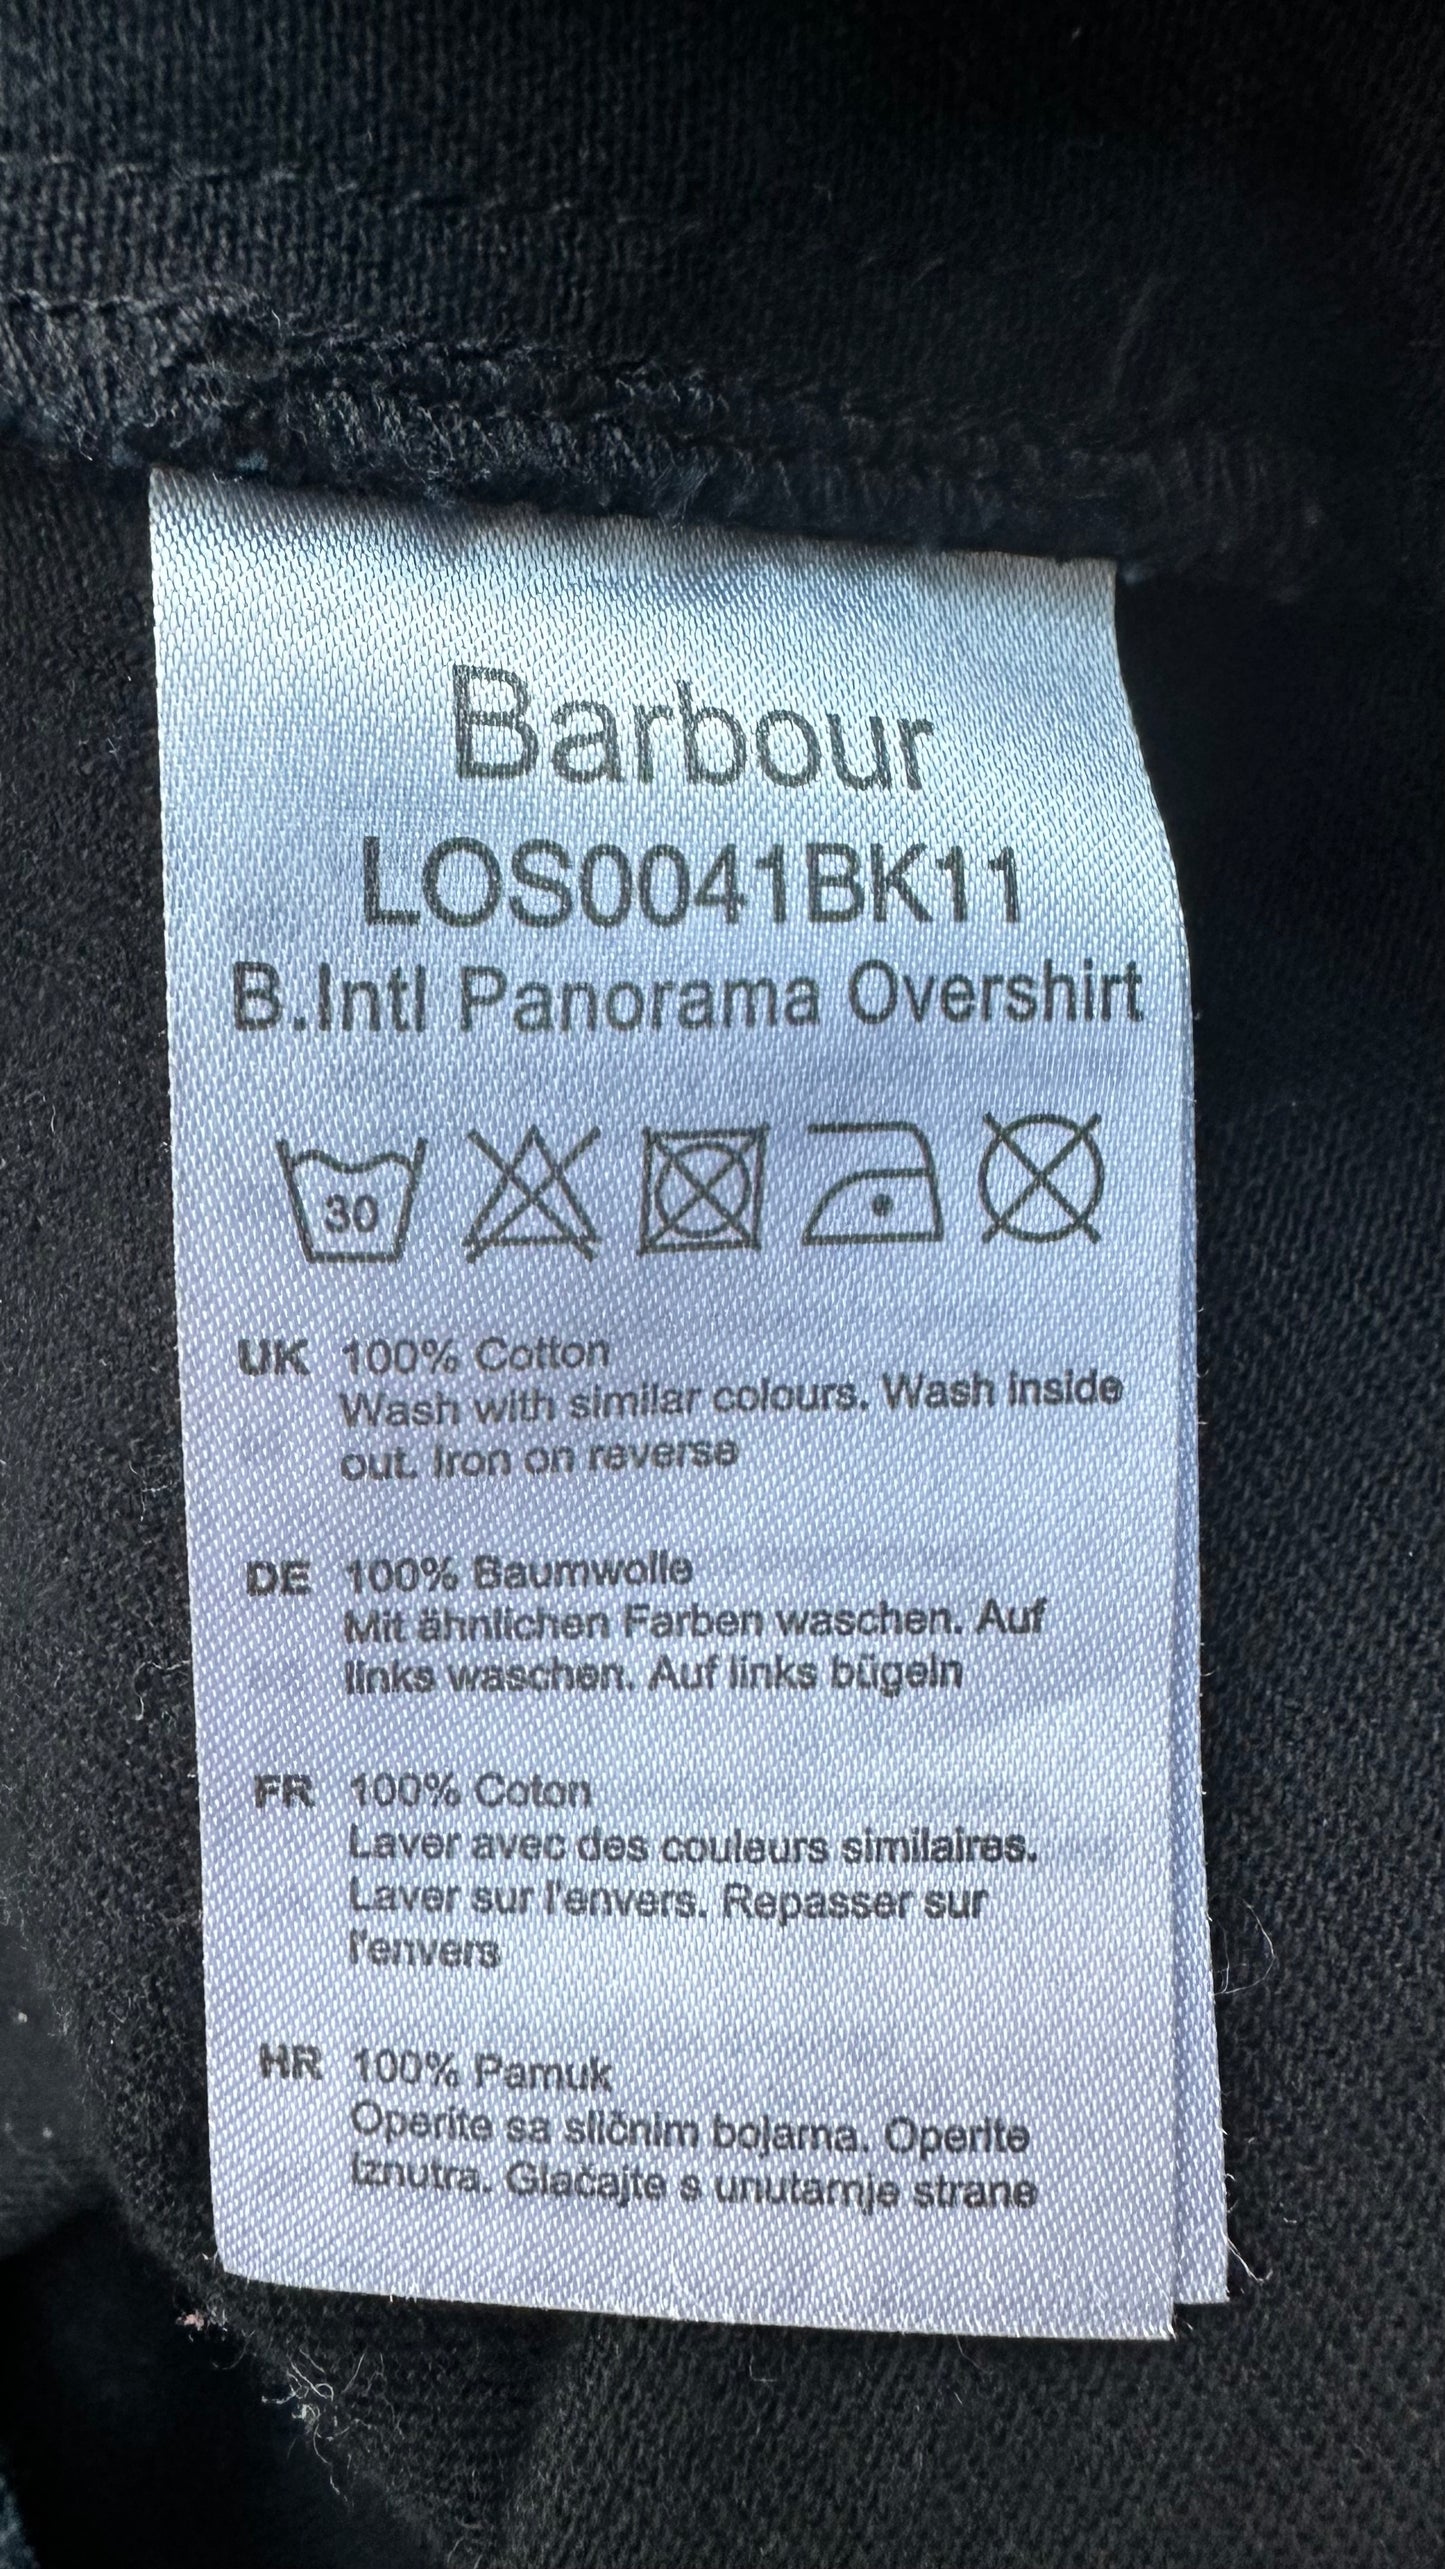 Barbour
LOS0041BK11
B.Intl Panorama Overshirt
30
UK 100% Cotton
Wash with similar colours. Wash inside
out. Iron on reverse
DE 100% Baumwolle
Mit ähnlichen Farben waschen. Auf
links waschen. Auf links bügeln
FR 100% Coton
Laver avec des couleurs similaires.
Laver sur l'envers. Repasser sur
l'envers
HR 100% Pamuk
Operite sa sličnim bojama. Operite
iznutra. Glačajte s unutarnje strane